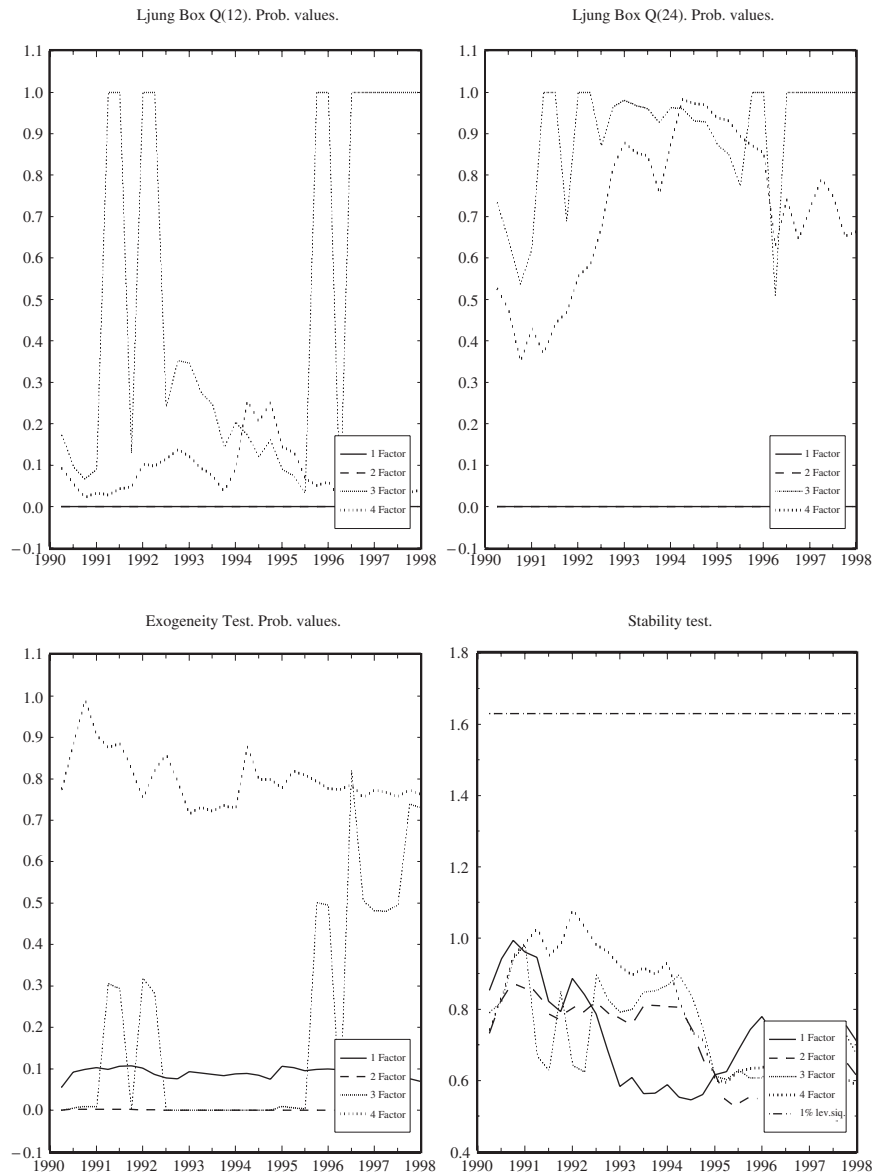 Ljung Box Q(12). Prob. values.
1.1
1.0
0.9
0.8
0.7
0.6
0.5
0.4
0.3
0.2
0.1
0.0
−0.1
1990 1991 1992 1993 1994 1995 1996 1997 1998
1 Factor
2 Factor
3 Factor
4 Factor
Ljung Box Q(24). Prob. values.
1.1
1.0
0.9
0.8
0.7
0.6
0.5
0.4
0.3
0.2
0.1
0.0
−0.1
1990 1991 1992 1993 1994 1995 1996 1997 1998
1 Factor
2 Factor
3 Factor
4 Factor
Exogeneity Test. Prob. values.
1.1
1.0
0.9
0.8
0.7
0.6
0.5
0.4
0.3
0.2
0.1
0.0
−0.1
1990 1991 1992 1993 1994 1995 1996 1997 1998
1 Factor
2 Factor
3 Factor
4 Factor
Stability test.
1.8
1.6
1.4
1.2
1.0
0.8
0.6
0.4
1990 1991 1992 1993 1994 1995 1996 1997 1998
1 Factor
2 Factor
3 Factor
4 Factor
1% lev.siq.